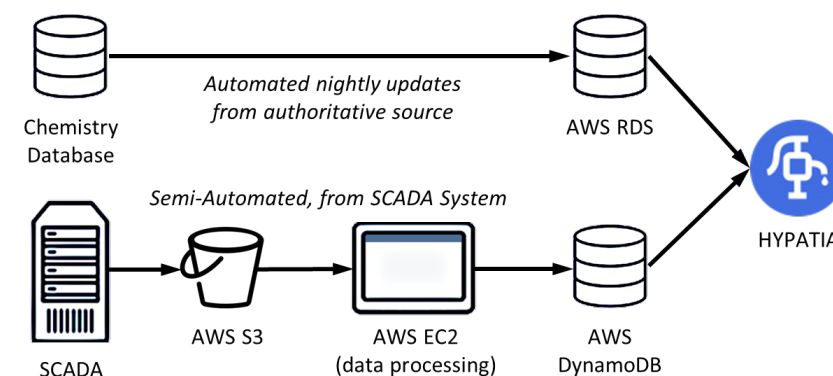 Automated nightly updates
from authoritative source
Chemistry
Database
AWS RDS
Semi-Automated, from SCADA System
HYPATIA
AWS S3
AWS EC2
(data processing)
AWS
DynamoDB
SCADA